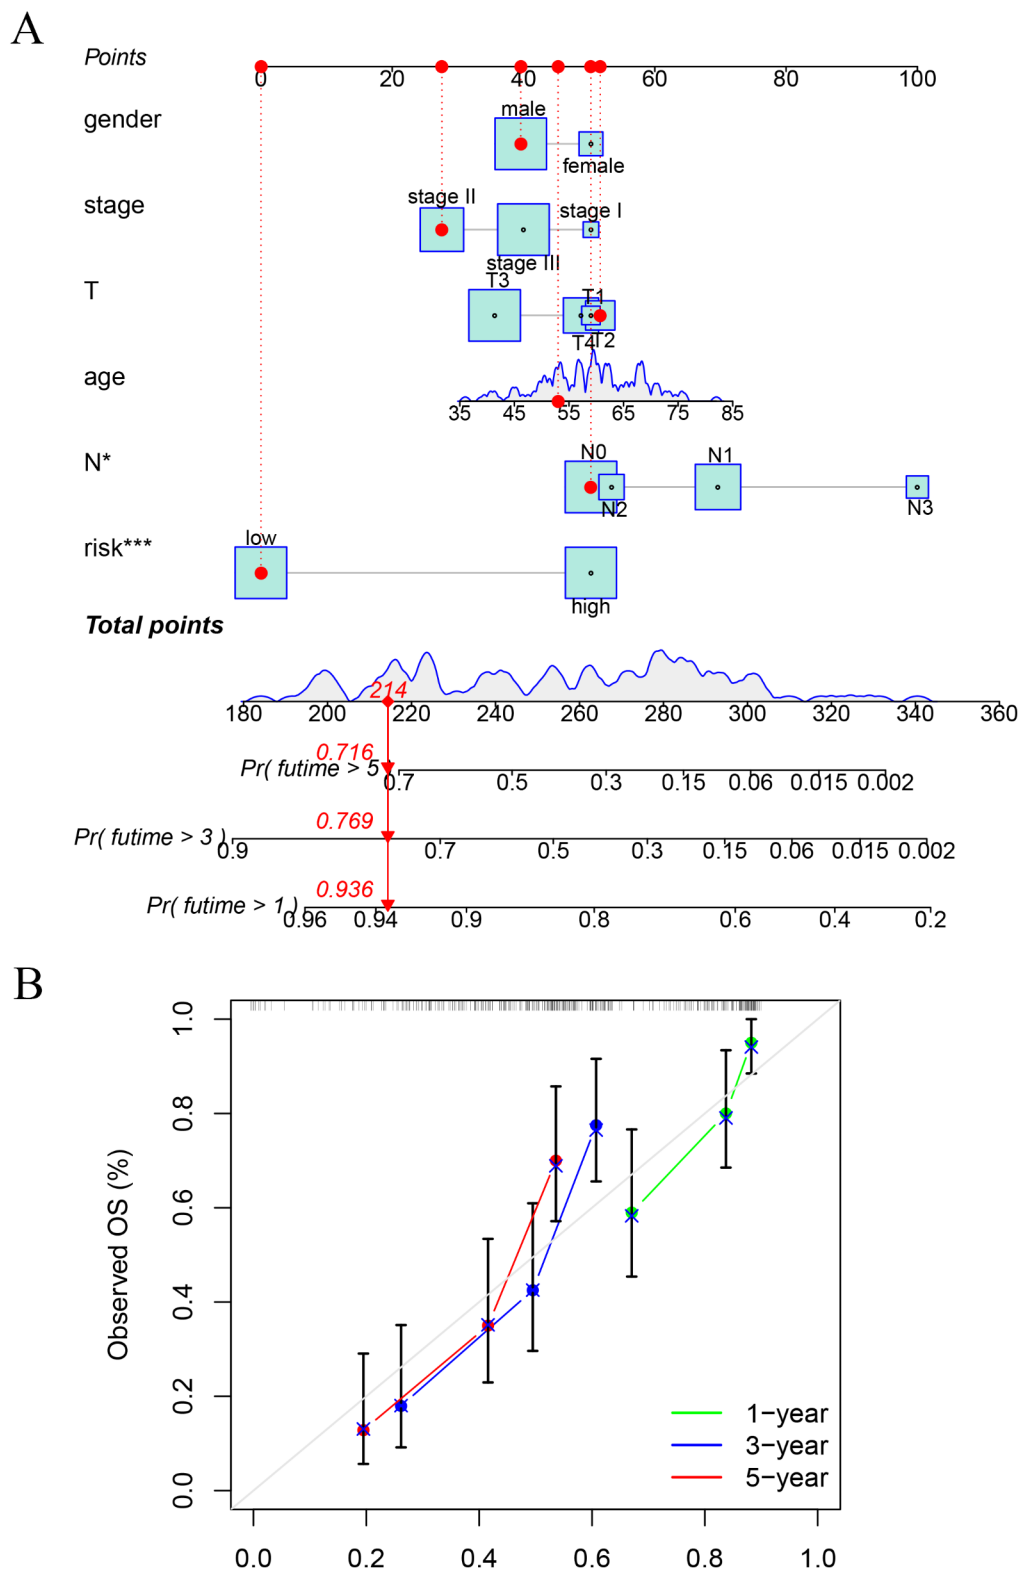 A
Points
0 20 40 60 80 100
gender
male
female
stage
stage II
stage I
stage III
T
T3
T1
T4
T2
age
35 45 55 65 75 85
N*
N0
N1
N2
N3
risk***
low
high
Total points
214
180 200 220 240 260 280 300 320 340 360
0.716
Pr( futime > 5
0.7 0.5 0.3 0.15 0.06 0.015 0.002
0.769
Pr( futime > 3 )
0.9 0.7 0.5 0.3 0.15 0.06 0.015 0.002
0.936
Pr( futime > 1 )
0.96 0.94 0.9 0.8 0.6 0.4 0.2
B
Observed OS (%)
1.0
0.8
0.6
0.4
0.2
0.0
1−year
3−year
5−year
0.0 0.2 0.4 0.6 0.8 1.0